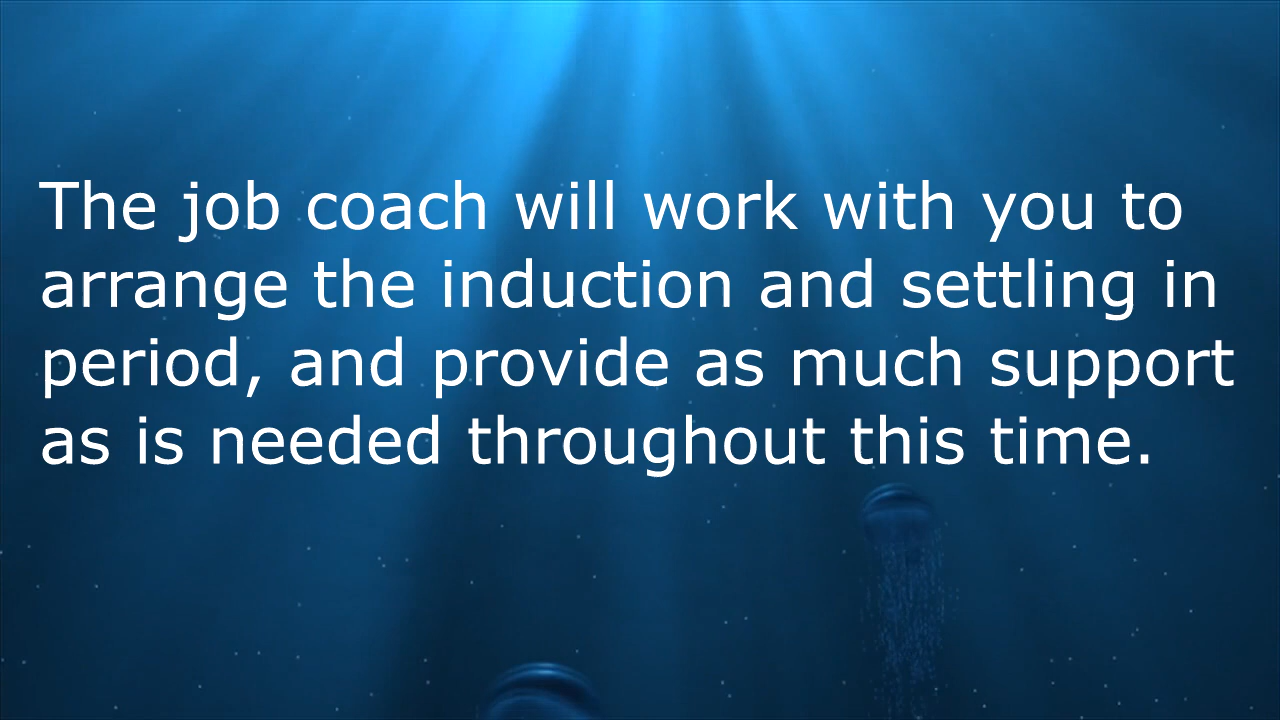 The job coach will work with you to
arrange the induction and settling in
period, and provide as much support
as is needed throughout this time.